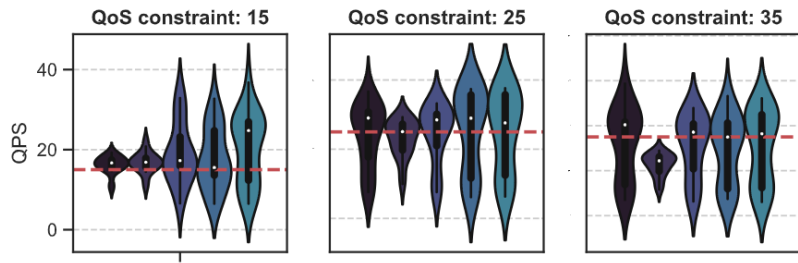 QoS constraint: 15
QoS constraint: 25
QoS constraint: 35
QPS
40
20
0